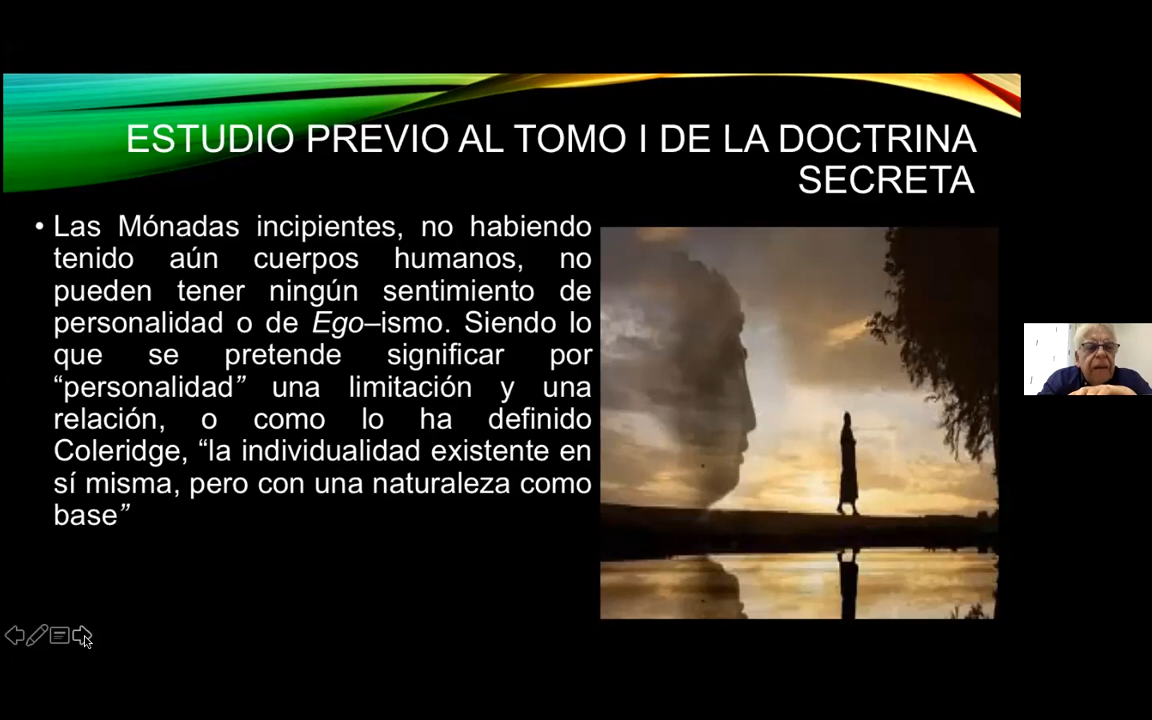 ESTUDIO PREVIO AL TOMO I DE LA DOCTRINA
SECRETA
• Las Mónadas incipientes, no habiendo
tenido aún cuerpos humanos, no
pueden tener ningún sentimiento de
personalidad o de Ego–ismo. Siendo lo
que se pretende significar por
“personalidad” una limitación y una
relación, o como lo ha definido
Coleridge, “la individualidad existente en
sí misma, pero con una naturaleza como
base”